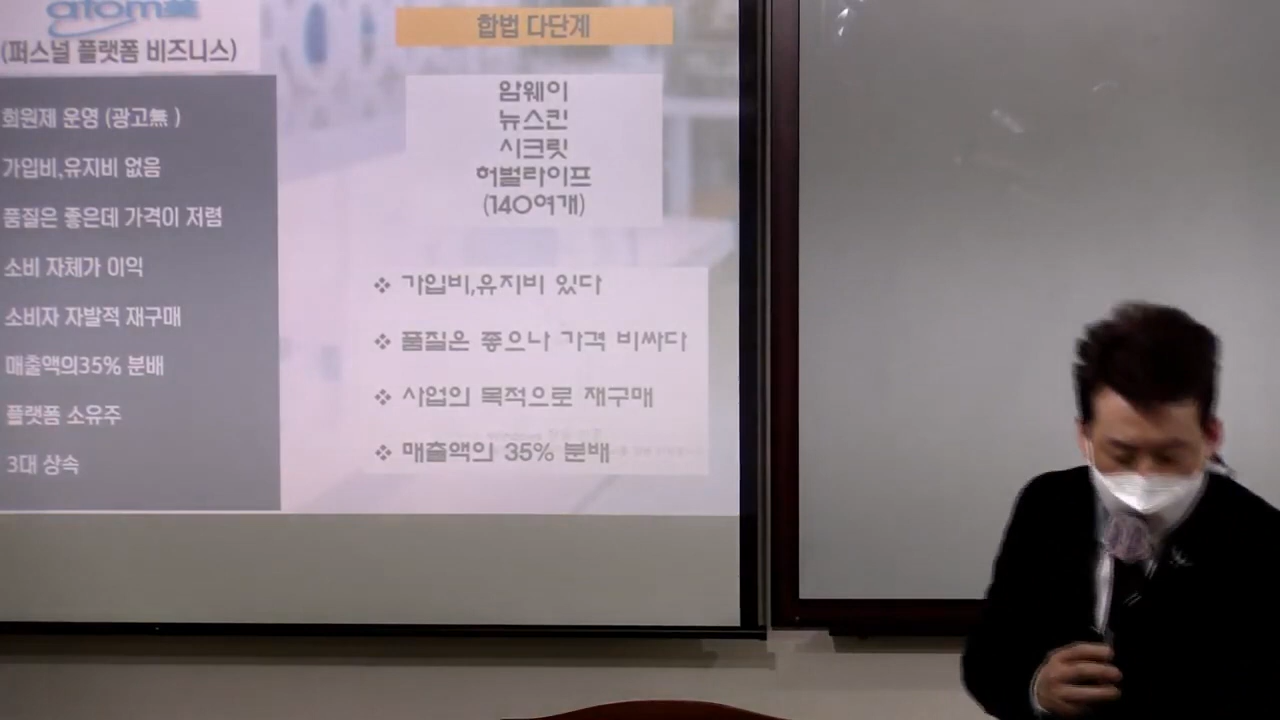 atom美
(퍼스널 플랫폼 비즈니스)
회원제 운영 (광고無 )
가입비,유지비 없음
품질은 좋은데 가격이 저렴
소비 자체가 이익
소비자 자발적 재구매
매출액의35% 분배
플랫폼 소유주
3대 상속
합법 다단계
암웨이
뉴스킨
시크릿
허벌라이프
(140여개)
❖ 가입비,유지비 있다
❖ 품질은 좋으나 가격 비싸다
❖ 사업의 목적으로 재구매
❖ 매출액의 35% 분배